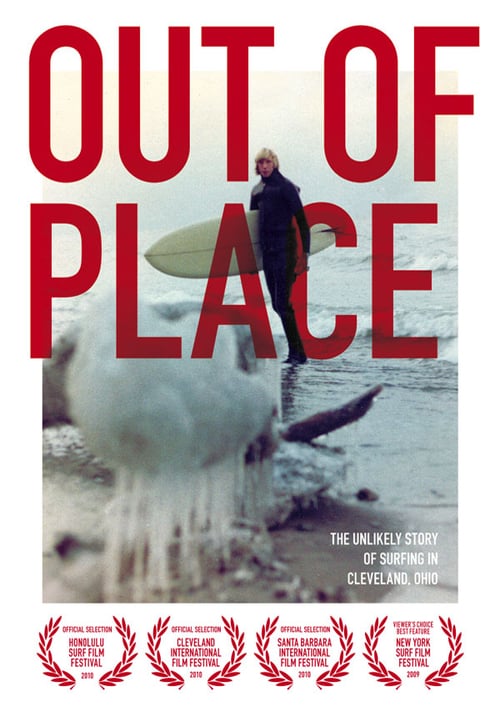 OUT OF
PLACE
THE UNLIKELY STORY
OF SURFING IN
CLEVELAND, OHIO
OFFICIAL SELECTION
HONOLULU
SURF FILM
FESTIVAL
2010
OFFICIAL SELECTION
CLEVELAND
INTERNATIONAL
FILM FESTIVAL
2010
OFFICIAL SELECTION
SANTA BARBARA
INTERNATIONAL
FILM FESTIVAL
2010
VIEWER'S CHOICE
BEST FEATURE
NEW YORK
SURF FILM
FESTIVAL
2009